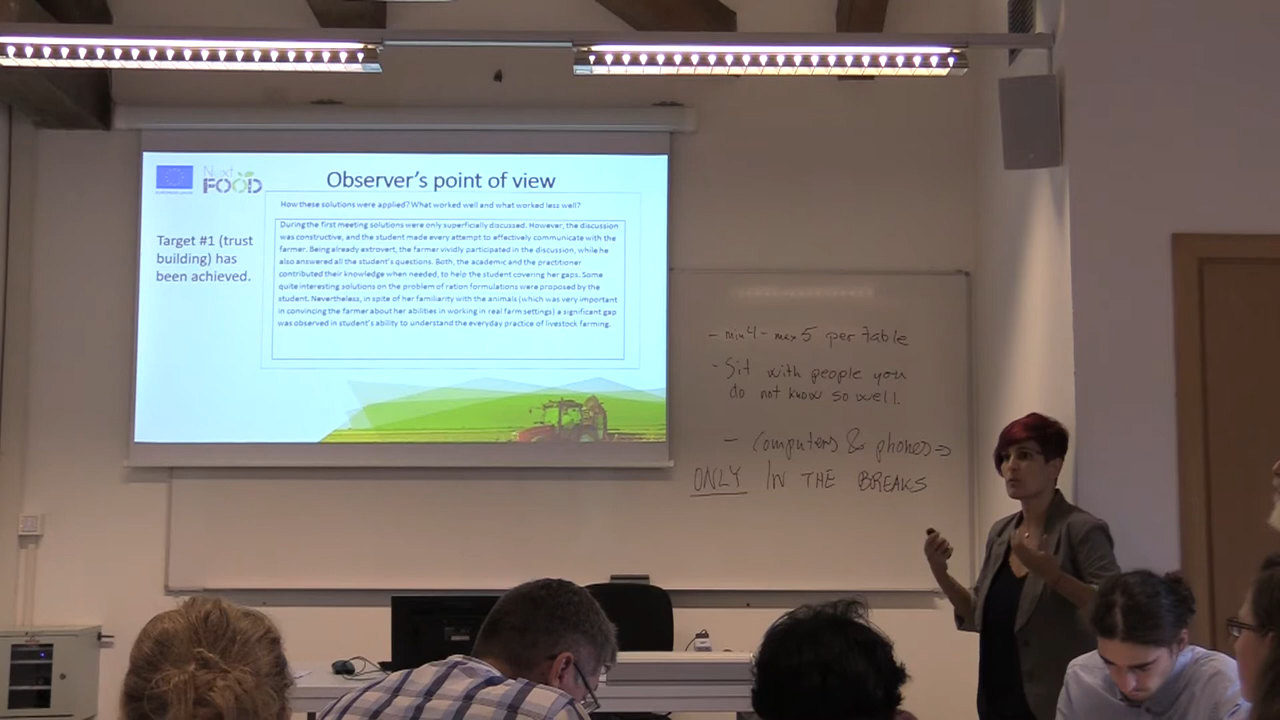 EUROPEAN UNION
Next
FOOD
Observer's point of view
How these solutions were applied? What worked well and what worked less well?
Target #1 (trust
building) has
been achieved.
During the first meeting solutions were only superficially discussed. However, the discussion
was constructive, and the student made every attempt to effectively communicate with the
farmer. Being already extrovert, the farmer vividly participated in the discussion, while he
also answered all the student's questions. Both, the academic and the practitioner
contributed their knowledge when needed, to help the student covering her gaps. Some
quite interesting solutions on the problem of ration formulations were proposed by the
student. Nevertheless, in spite of her familiarity with the animals (which was very important
in convincing the farmer about her abilities in working in real farm settings) a significant gap
was observed in student's ability to understand the everyday practice of livestock farming.
- min 4 - max 5 per table
- Sit with people you
do not know so well.
- Computers & phones ⇒
ONLY IN THE BREAKS